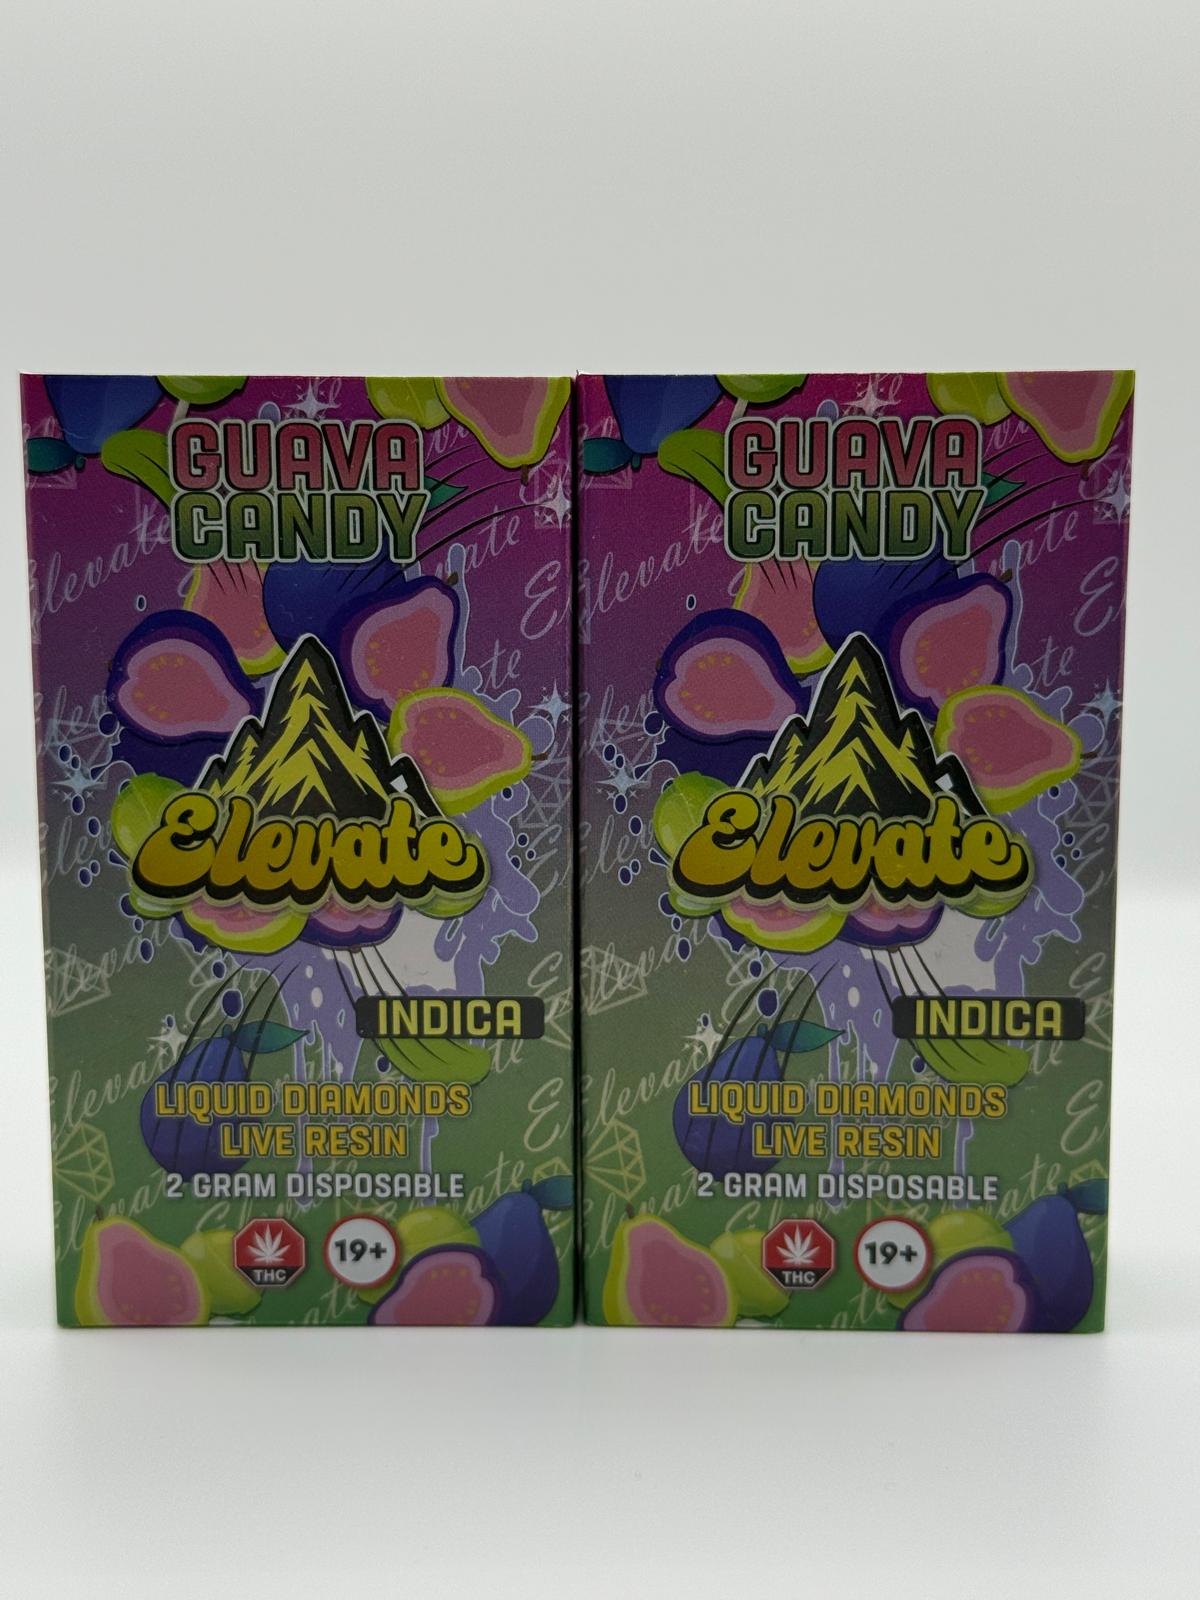 GUAVA
CANDY
Elevate
INDICA
LIQUID DIAMONDS
LIVE RESIN
2 GRAM DISPOSABLE
THC
19+
GUAVA
CANDY
Elevate
INDICA
LIQUID DIAMONDS
LIVE RESIN
2 GRAM DISPOSABLE
THC
19+